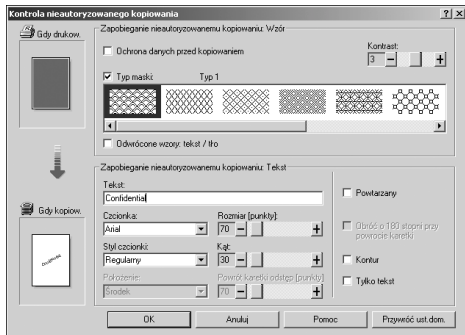 Kontrola nieautoryzowanego kopiowania
Gdy drukow.
Zapobieganie nieautoryzowanemu kopiowaniu: Wzór
Ochrona danych przed kopiowaniem
Kontrast:
3
Typ maski:
Typ 1
Odwrócone wzory: tekst / tło
Zapobieganie nieautoryzowanemu kopiowaniu: Tekst
Gdy kopiow.
Tekst:
Confidential
Czcionka:
Rozmiar [punkty]:
Arial
70
Styl czcionki:
Kąt:
Regularny
30
Położenie:
Powrót karetki odstęp [punkty]
Środek
70
Powtarzany
Obróć o 180 stopni przy
powrocie karetki
Kontur
Tylko tekst
OK
Anuluj
Pomoc
Przywróć ust.dom.